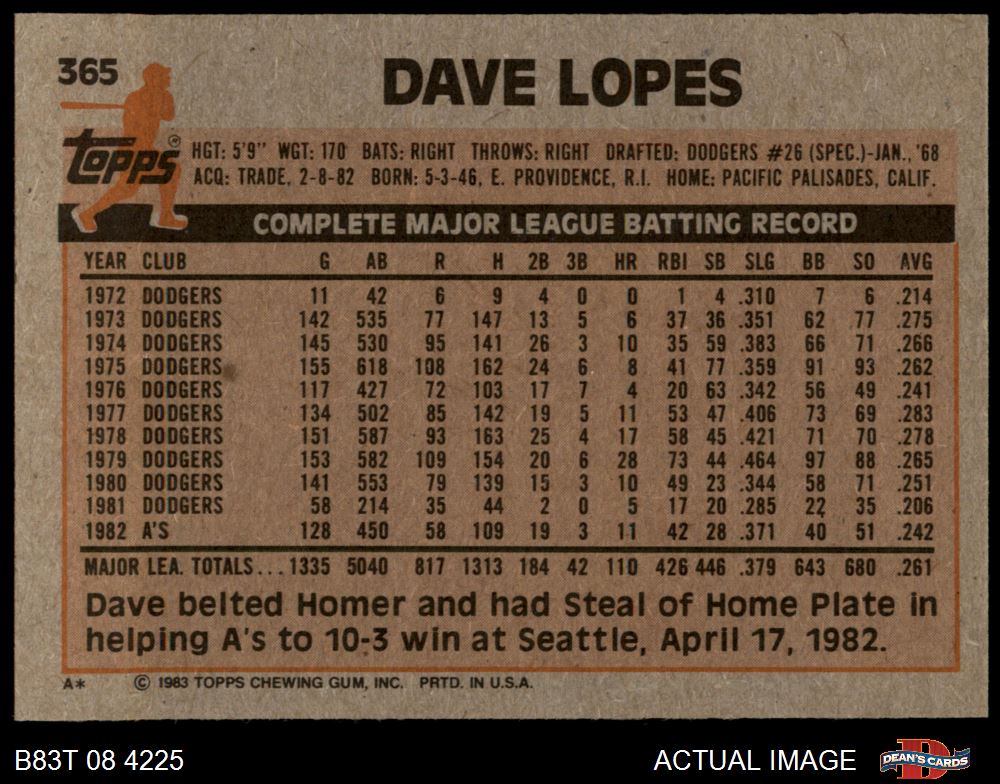 365
DAVE LOPES
Topps®
HGT: 5'9" WGT: 170 BATS: RIGHT THROWS: RIGHT DRAFTED: DODGERS #26 (SPEC.)-JAN., '68
ACQ: TRADE, 2-8-82 BORN: 5-3-46, E. PROVIDENCE, R.I. HOME: PACIFIC PALISADES, CALIF.
COMPLETE MAJOR LEAGUE BATTING RECORD
YEAR CLUB G AB R H 2B 3B HR RBI SB SLG BB SO AVG
1972 DODGERS 11 42 6 9 4 0 0 1 4 .310 7 6 .214
1973 DODGERS 142 535 77 147 13 5 6 37 36 .351 62 77 .275
1974 DODGERS 145 530 95 141 26 3 10 35 59 .383 66 71 .266
1975 DODGERS 155 618 108 162 24 6 8 41 77 .359 91 93 .262
1976 DODGERS 117 427 72 103 17 7 4 20 63 .342 56 49 .241
1977 DODGERS 134 502 85 142 19 5 11 53 47 .406 73 69 .283
1978 DODGERS 151 587 93 163 25 4 17 58 45 .421 71 70 .278
1979 DODGERS 153 582 109 154 20 6 28 73 44 .464 97 88 .265
1980 DODGERS 141 553 79 139 15 3 10 49 23 .344 58 71 .251
1981 DODGERS 58 214 35 44 2 0 5 17 20 .285 22 35 .206
1982 A'S 128 450 58 109 19 3 11 42 28 .371 40 51 .242
MAJOR LEA. TOTALS... 1335 5040 817 1313 184 42 110 426 446 .379 643 680 .261
Dave belted Homer and had Steal of Home Plate in
helping A's to 10-3 win at Seattle, April 17, 1982.
A* © 1983 TOPPS CHEWING GUM, INC. PRTD. IN U.S.A.
B83T 08 4225 ACTUAL IMAGE DEAN'S CARDS